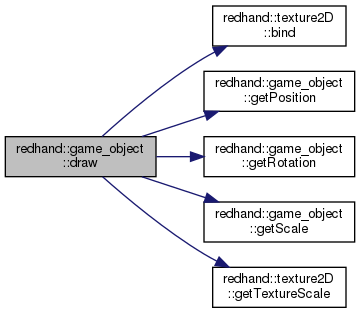 redhand::texture2D
::bind
redhand::game_object
::getPosition
redhand::game_object
::draw
redhand::game_object
::getRotation
redhand::game_object
::getScale
redhand::texture2D
::getTextureScale